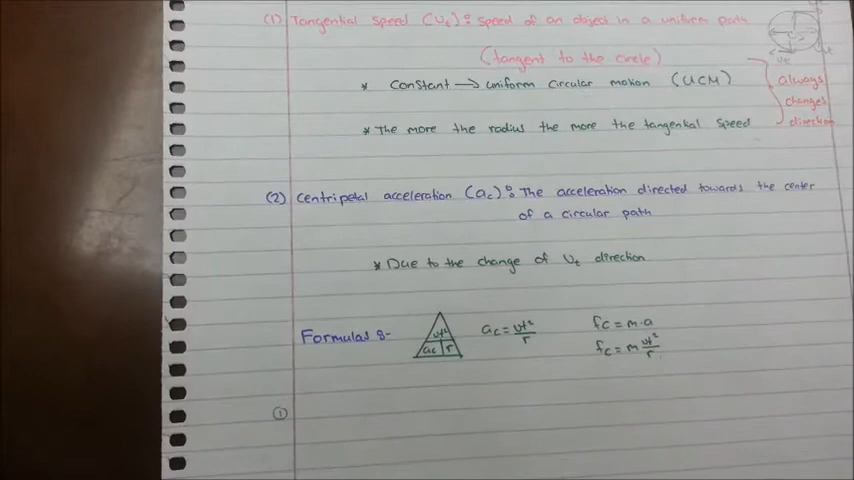 (1) Tangential speed (Vt): speed of an object in a uniform path
(tangent to the circle)
* Constant → uniform circular motion (UCM)
always
changes
direction
* The more the radius the more the tangential speed
(2) Centripetal acceleration (ac): The acceleration directed towards the center
of a circular path
* Due to the change of Vt direction
Formulas :-
vt²
ac r
ac = vt²/r
fc = m.a
fc = m vt²/r
①